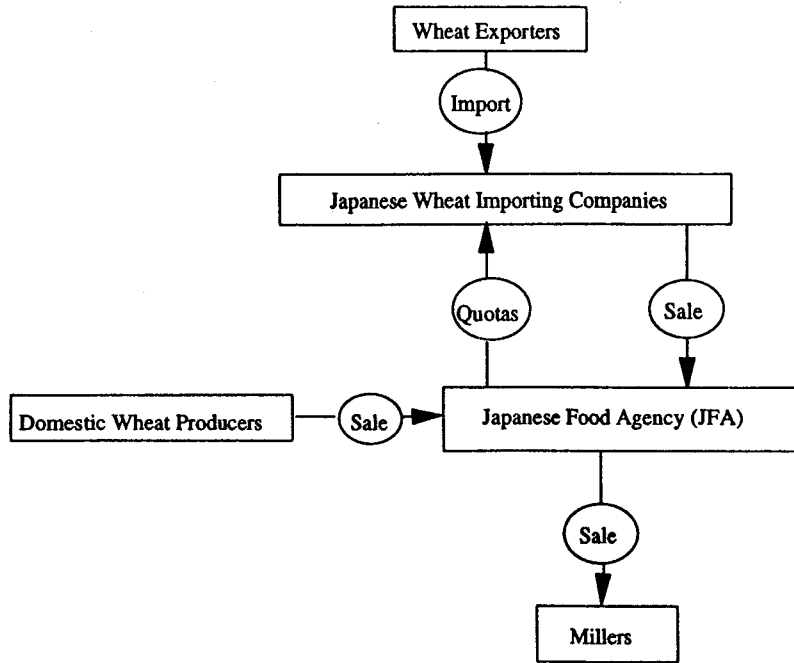 Wheat Exporters
Import
Japanese Wheat Importing Companies
Quotas
Sale
Domestic Wheat Producers
Sale
Japanese Food Agency (JFA)
Sale
Millers